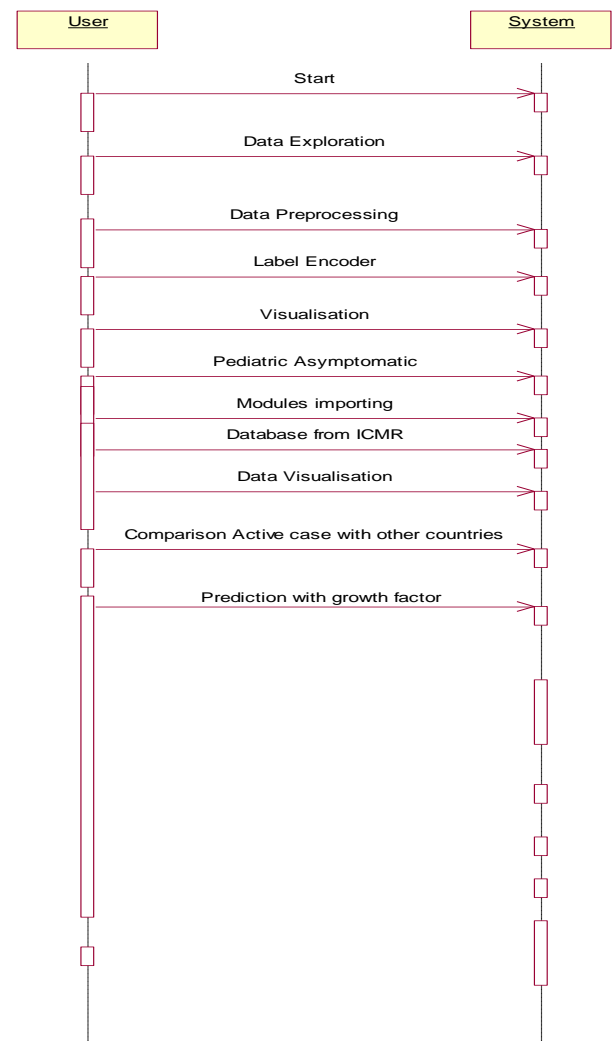 User
System
Start
Data Exploration
Data Preprocessing
Label Encoder
Visualisation
Pediatric Asymptomatic
Modules importing
Database from ICMR
Data Visualisation
Comparison Active case with other countries
Prediction with growth factor